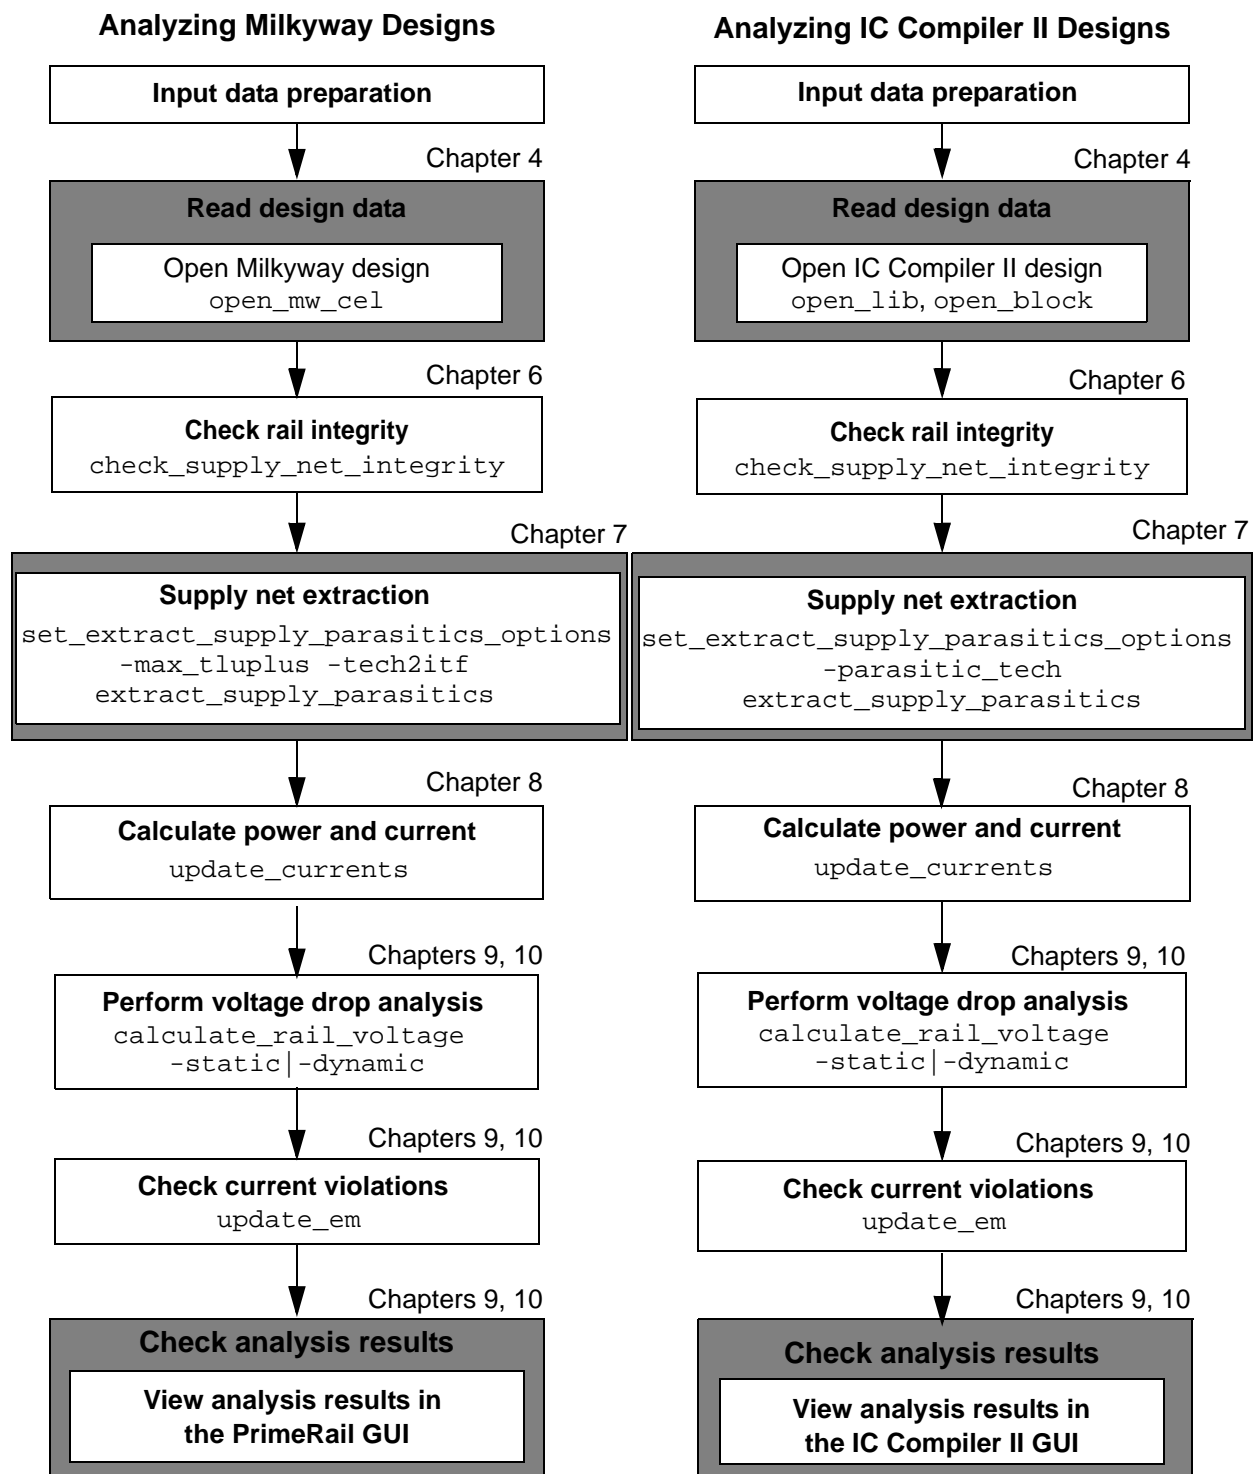 Analyzing Milkyway Designs
Input data preparation
Chapter 4
Read design data
Open Milkyway design
open_mw_cel
Chapter 6
Check rail integrity
check_supply_net_integrity
Chapter 7
Supply net extraction
set_extract_supply_parasitics_options
-max_tluplus -tech2itf
extract_supply_parasitics
Chapter 8
Calculate power and current
update_currents
Chapters 9, 10
Perform voltage drop analysis
calculate_rail_voltage
-static|-dynamic
Chapters 9, 10
Check current violations
update_em
Chapters 9, 10
Check analysis results
View analysis results in
the PrimeRail GUI
Analyzing IC Compiler II Designs
Input data preparation
Chapter 4
Read design data
Open IC Compiler II design
open_lib, open_block
Chapter 6
Check rail integrity
check_supply_net_integrity
Chapter 7
Supply net extraction
set_extract_supply_parasitics_options
-parasitic_tech
extract_supply_parasitics
Chapter 8
Calculate power and current
update_currents
Chapters 9, 10
Perform voltage drop analysis
calculate_rail_voltage
-static|-dynamic
Chapters 9, 10
Check current violations
update_em
Chapters 9, 10
Check analysis results
View analysis results in
the IC Compiler II GUI